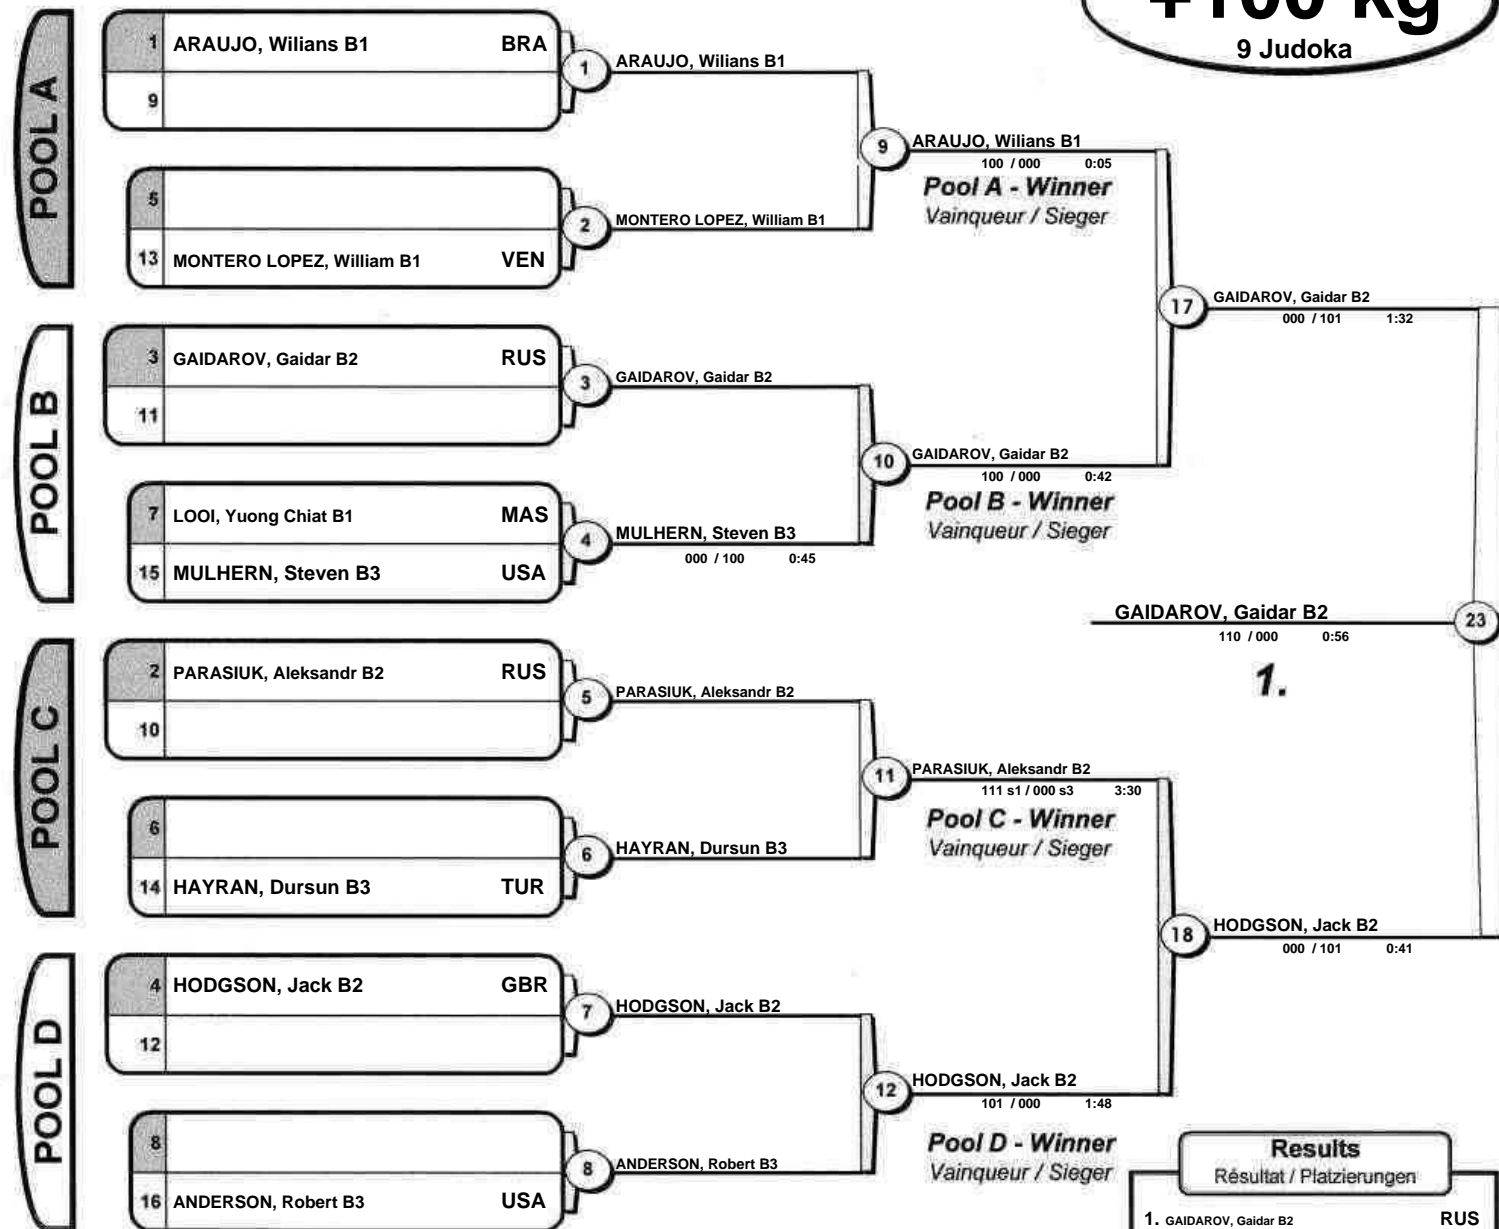 +100 kg
9 Judoka
POOL A
1 ARAUJO, Wilians B1 BRA
9
1 ARAUJO, Wilians B1
5
13 MONTERO LOPEZ, William B1 VEN
2 MONTERO LOPEZ, William B1
9 ARAUJO, Wilians B1
100 / 000 0:05
Pool A - Winner
Vainqueur / Sieger
POOL B
3 GAIDAROV, Gaidar B2 RUS
11
3 GAIDAROV, Gaidar B2
7 LOOI, Yuong Chiat B1 MAS
15 MULHERN, Steven B3 USA
4 MULHERN, Steven B3
000 / 100 0:45
10 GAIDAROV, Gaidar B2
100 / 000 0:42
Pool B - Winner
Vainqueur / Sieger
17 GAIDAROV, Gaidar B2
000 / 101 1:32
GAIDAROV, Gaidar B2 23
110 / 000 0:56
1.
POOL C
2 PARASIUK, Aleksandr B2 RUS
10
5 PARASIUK, Aleksandr B2
6
14 HAYRAN, Dursun B3 TUR
6 HAYRAN, Dursun B3
11 PARASIUK, Aleksandr B2
111 s1 / 000 s3 3:30
Pool C - Winner
Vainqueur / Sieger
POOL D
4 HODGSON, Jack B2 GBR
12
7 HODGSON, Jack B2
8
16 ANDERSON, Robert B3 USA
8 ANDERSON, Robert B3
12 HODGSON, Jack B2
101 / 000 1:48
Pool D - Winner
Vainqueur / Sieger
18 HODGSON, Jack B2
000 / 101 0:41
Results
Résultat / Platzierungen
1. GAIDAROV, Gaidar B2 RUS